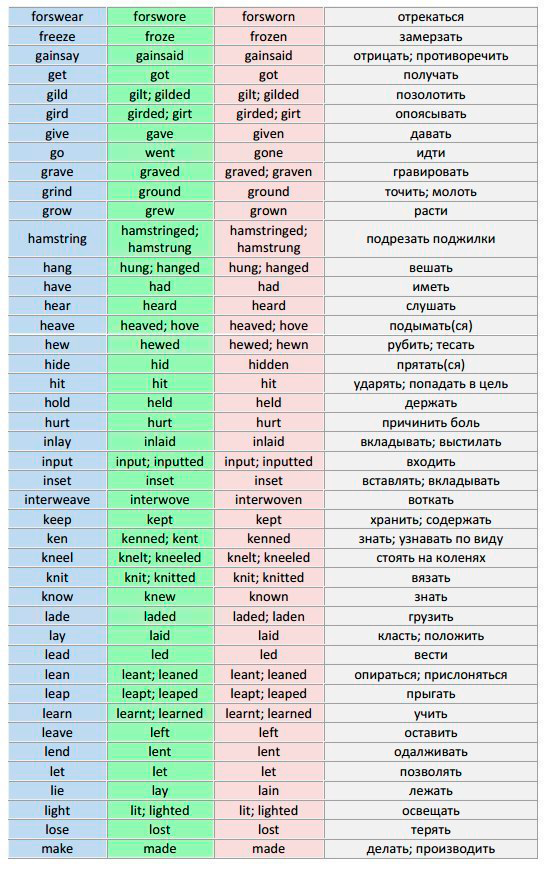 forswear forswore forsworn отрекаться
freeze froze frozen замерзать
gainsay gainsaid gainsaid отрицать; противоречить
get got got получать
gild gilt; gilded gilt; gilded позолотить
gird girded; girt girded; girt опоясывать
give gave given давать
go went gone идти
grave graved graved; graven гравировать
grind ground ground точить; молоть
grow grew grown расти
hamstring hamstringed; hamstrung hamstringed; hamstrung подрезать поджилки
hang hung; hanged hung; hanged вешать
have had had иметь
hear heard heard слушать
heave heaved; hove heaved; hove подымать(ся)
hew hewed hewed; hewn рубить; тесать
hide hid hidden прятать(ся)
hit hit hit ударять; попадать в цель
hold held held держать
hurt hurt hurt причинить боль
inlay inlaid inlaid вкладывать; выстилать
input input; inputted input; inputted входить
inset inset inset вставлять; вкладывать
interweave interwove interwoven воткать
keep kept kept хранить; содержать
ken kenned; kent kenned знать; узнавать по виду
kneel knelt; kneeled knelt; kneeled стоять на коленях
knit knit; knitted knit; knitted вязать
know knew known знать
lade laded laded; laden грузить
lay laid laid класть; положить
lead led led вести
lean leant; leaned leant; leaned опираться; прислоняться
leap leapt; leaped leapt; leaped прыгать
learn learnt; learned learnt; learned учить
leave left left оставить
lend lent lent одалживать
let let let позволять
lie lay lain лежать
light lit; lighted lit; lighted освещать
lose lost lost терять
make made made делать; производить